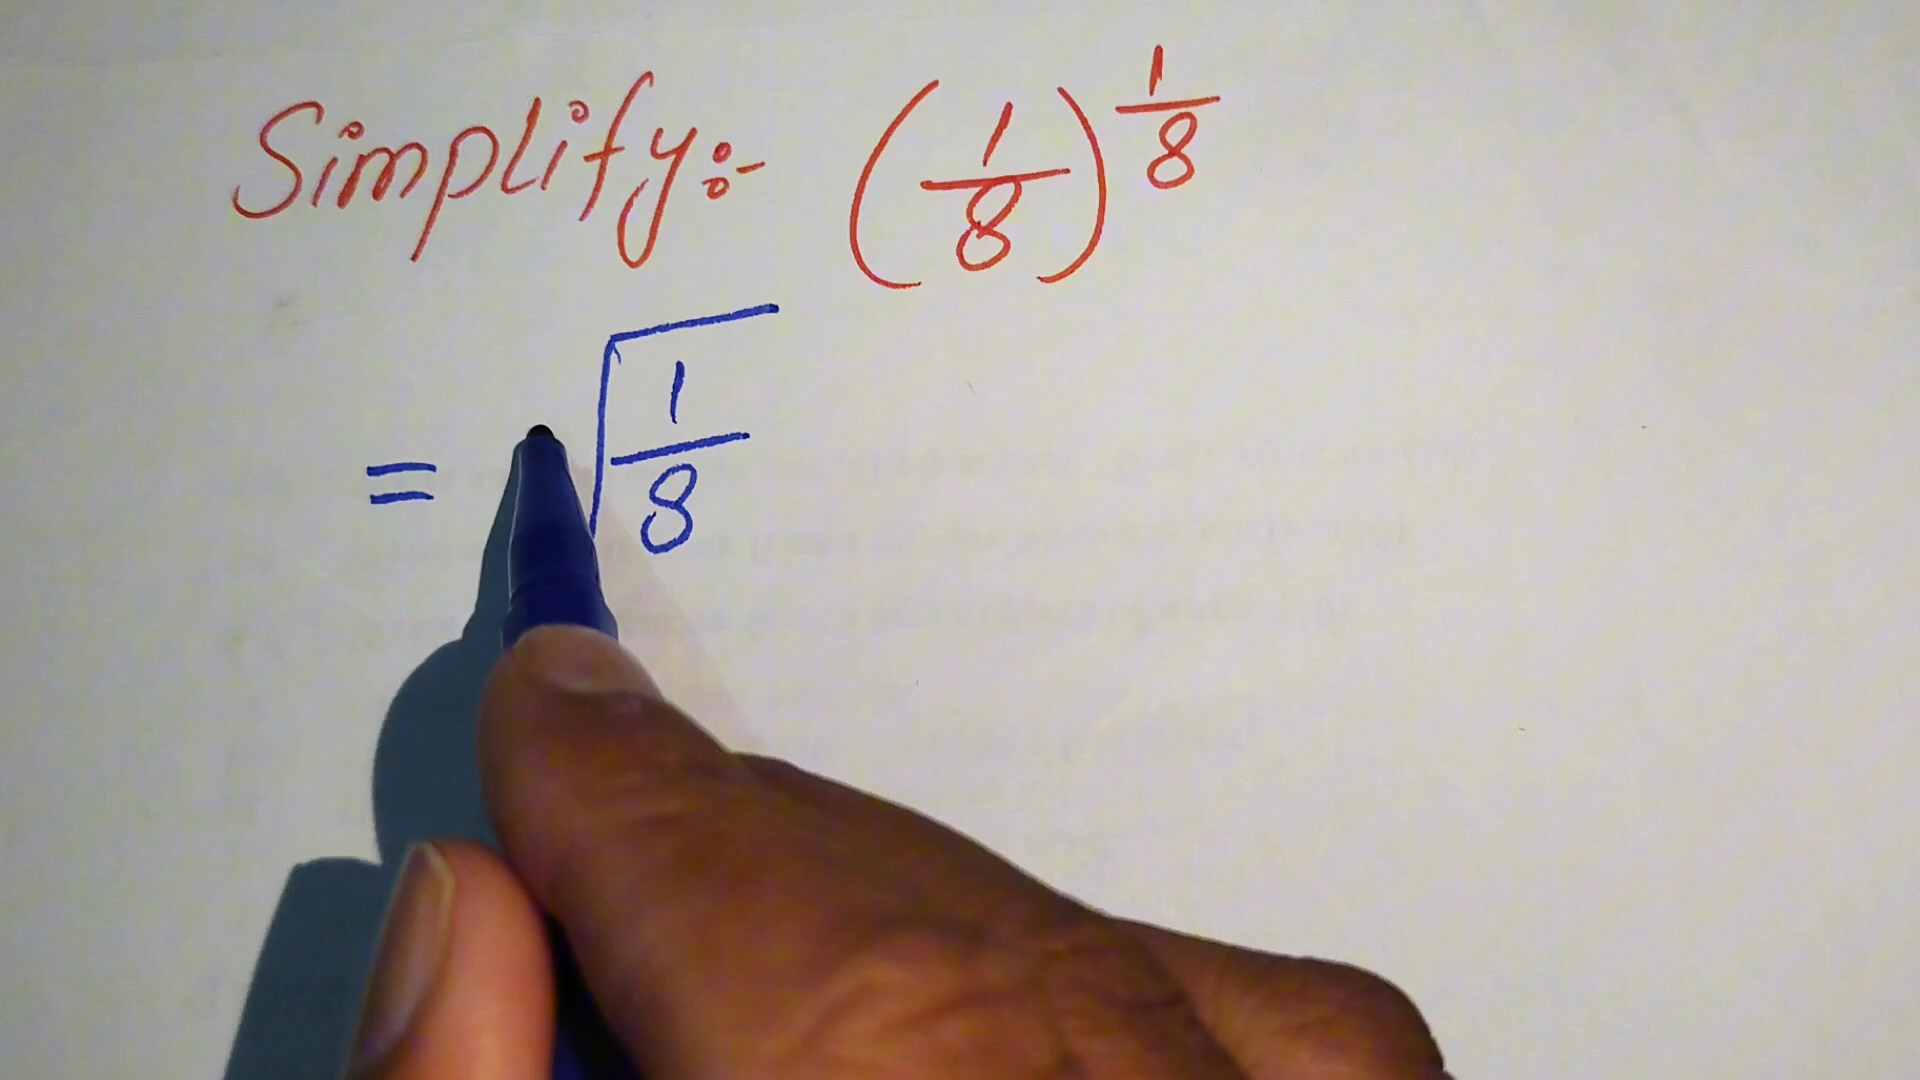 Simplify:- (1/8)^1/8
= √1/8